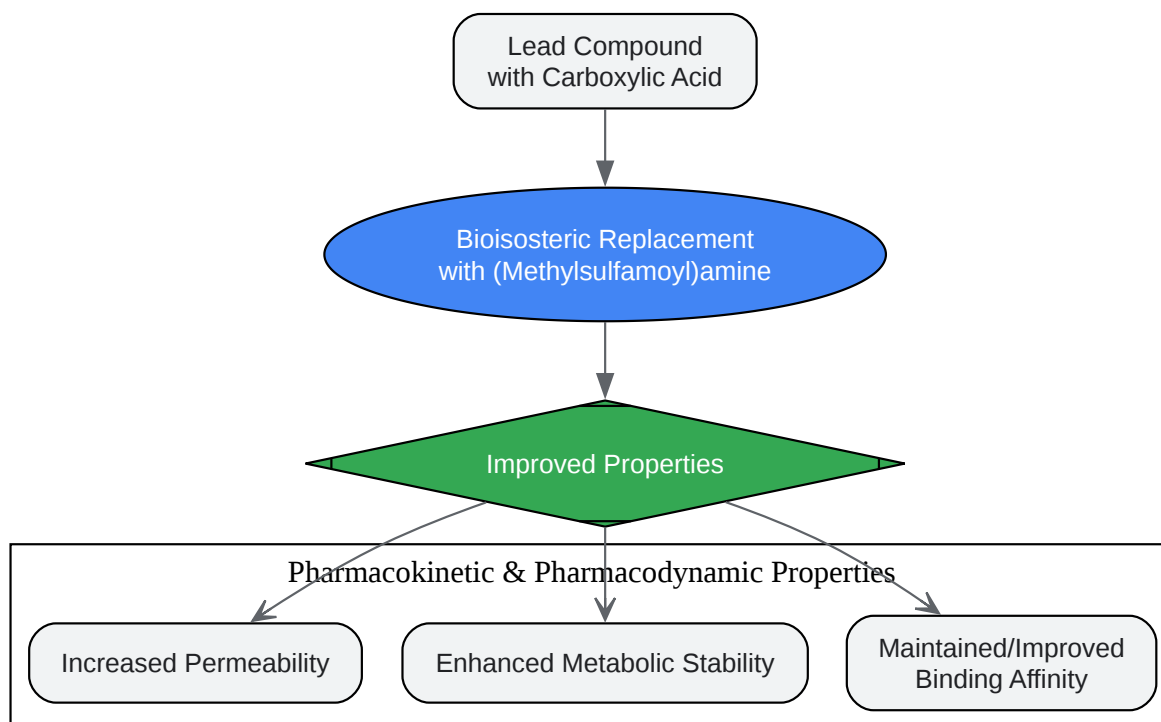 Lead Compound
with Carboxylic Acid
Bioisosteric Replacement
with (Methylsulfamoyl)amine
Improved Properties
Pharmacokinetic & Pharmacodynamic Properties
Increased Permeability
Enhanced Metabolic Stability
Maintained/Improved
Binding Affinity